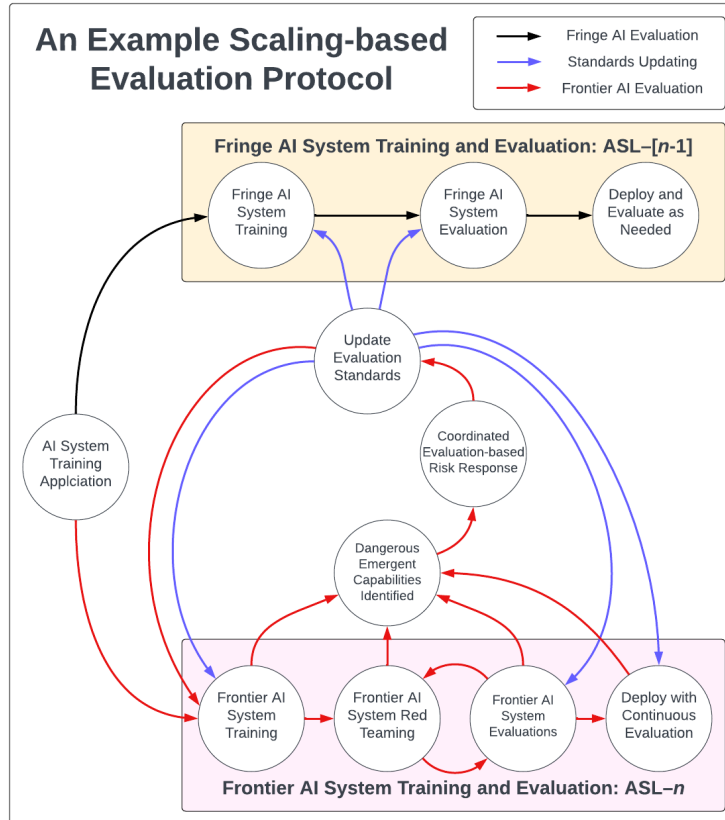 An Example Scaling-based
Evaluation Protocol
Fringe AI Evaluation
Standards Updating
Frontier AI Evaluation
Fringe AI System Training and Evaluation: ASL–[n-1]
Fringe AI
System
Training
Fringe AI
System
Evaluation
Deploy and
Evaluate as
Needed
Update
Evaluation
Standards
AI System
Training
Applciation
Coordinated
Evaluation-based
Risk Response
Dangerous
Emergent
Capabilities
Identified
Frontier AI
System
Training
Frontier AI
System Red
Teaming
Frontier AI
System
Evaluations
Deploy with
Continuous
Evaluation
Frontier AI System Training and Evaluation: ASL–n